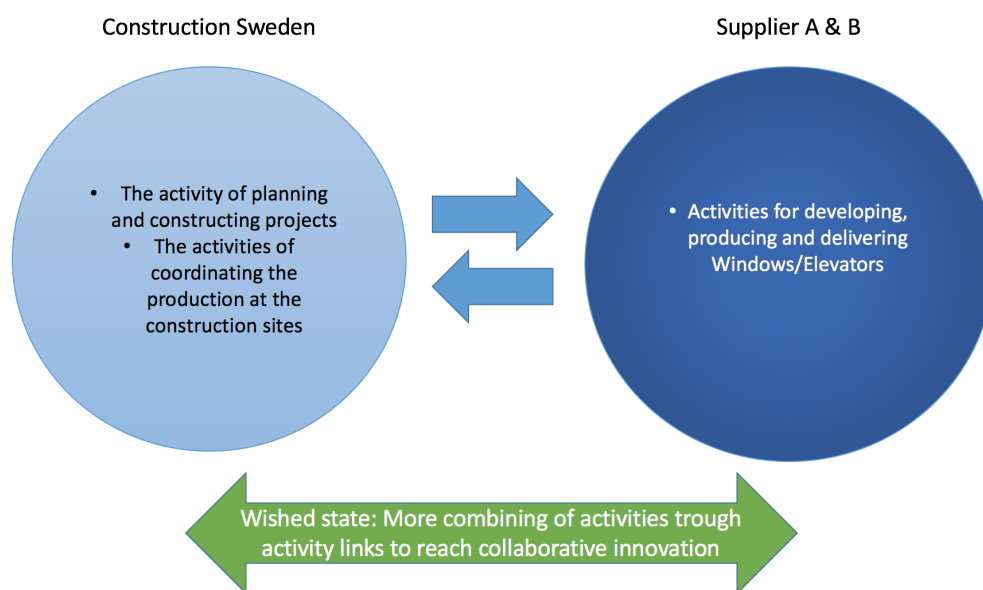 Construction Sweden
Supplier A & B
• The activity of planning
and constructing projects
• The activities of
coordinating the
production at the
construction sites
• Activities for developing,
producing and delivering
Windows/Elevators
Wished state: More combining of activities trough
activity links to reach collaborative innovation